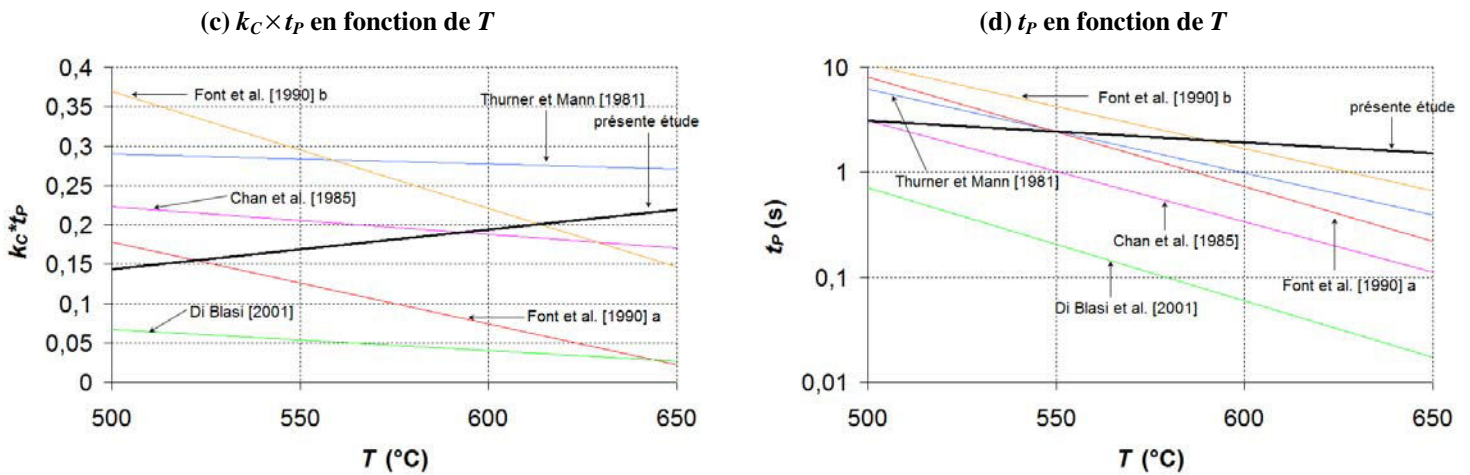 (c) kC×tP en fonction de T
(d) tP en fonction de T
kC*tP
0,4
0,35
0,3
0,25
0,2
0,15
0,1
0,05
0
500
550
600
650
T (°C)
Font et al. [1990] b
Thurner et Mann [1981]
présente étude
Chan et al. [1985]
Di Blasi [2001]
Font et al. [1990] a
tP (s)
10
1
0,1
0,01
500
550
600
650
T (°C)
Font et al. [1990] b
présente étude
Thurner et Mann [1981]
Chan et al. [1985]
Font et al. [1990] a
Di Blasi et al. [2001]